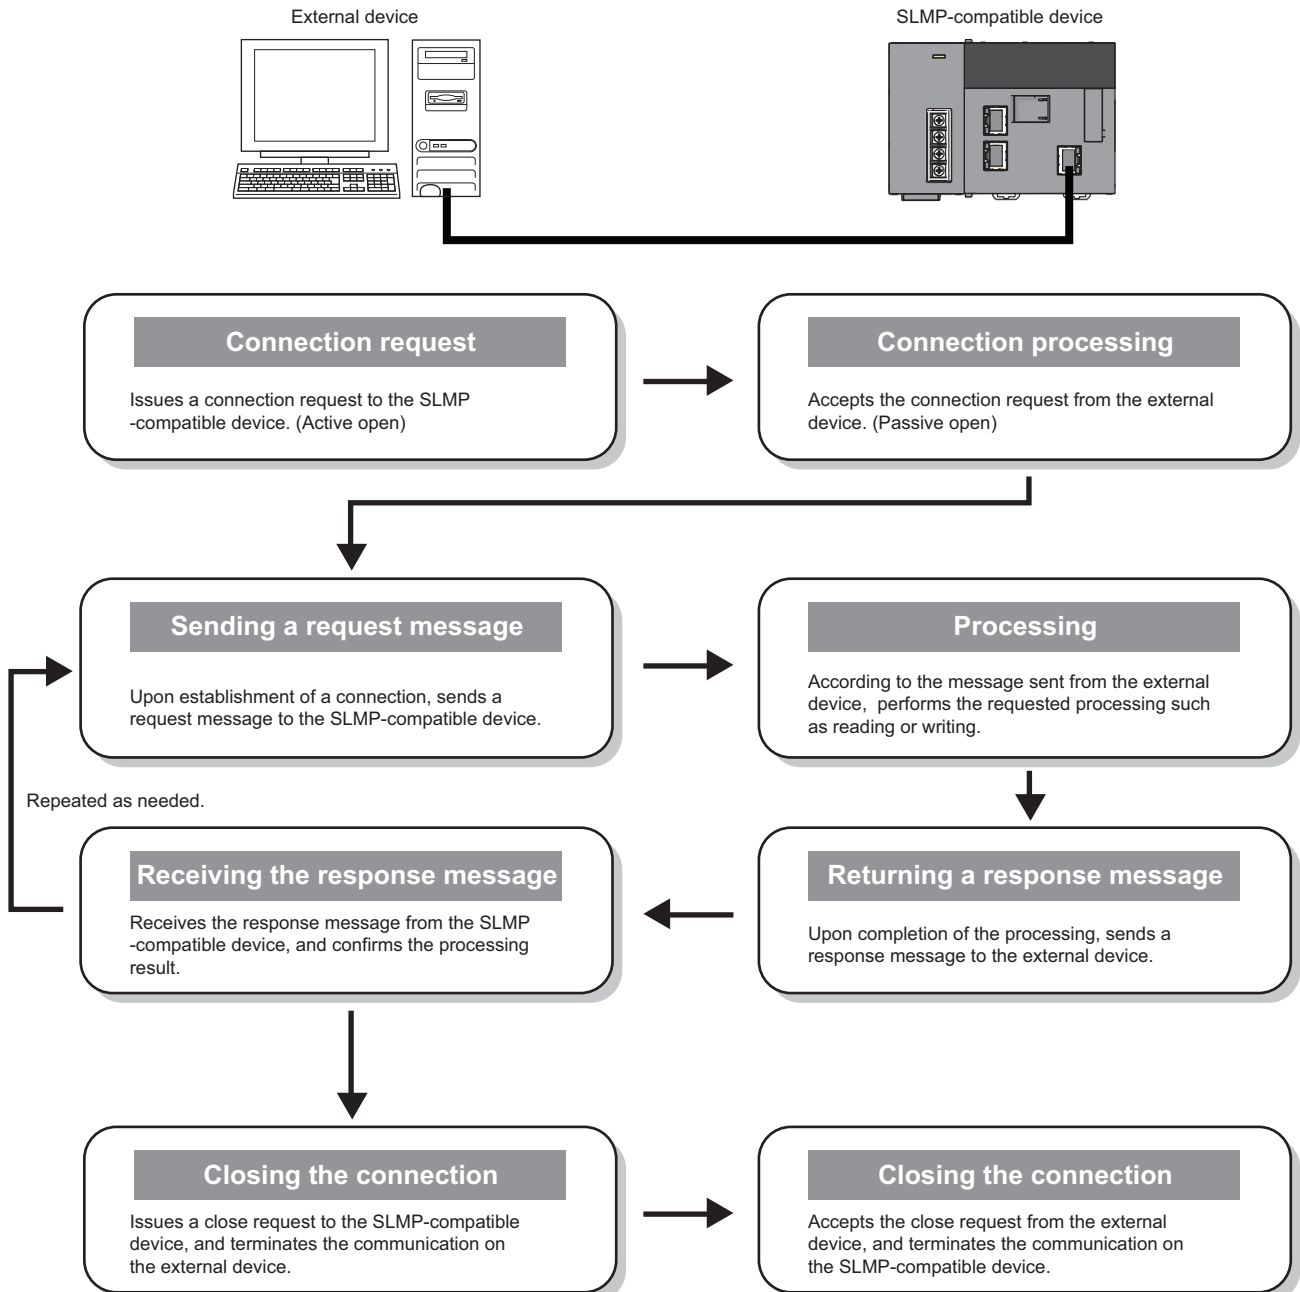 External device
SLMP-compatible device
Connection request
Issues a connection request to the SLMP
-compatible device. (Active open)
Connection processing
Accepts the connection request from the external
device. (Passive open)
Sending a request message
Upon establishment of a connection, sends a
request message to the SLMP-compatible device.
Processing
According to the message sent from the external
device,  performs the requested processing such
as reading or writing.
Repeated as needed.
Receiving the response message
Receives the response message from the SLMP
-compatible device, and confirms the processing
result.
Returning a response message
Upon completion of the processing, sends a
response message to the external device.
Closing the connection
Issues a close request to the SLMP-compatible
device, and terminates the communication on
the external device.
Closing the connection
Accepts the close request from the external
device, and terminates the communication on
the SLMP-compatible device.